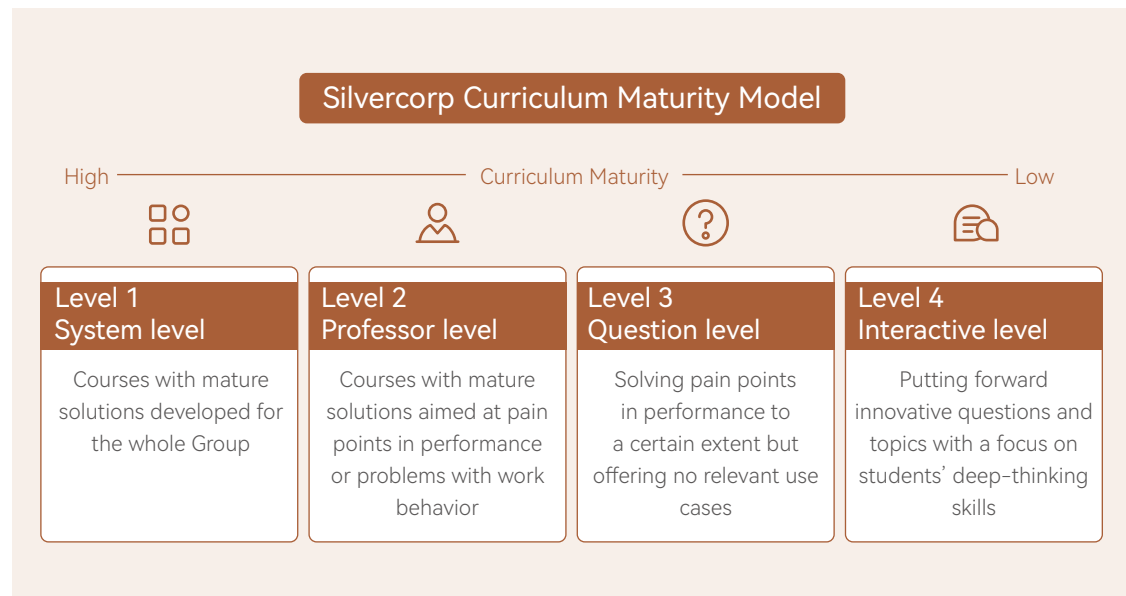 Silvercorp Curriculum Maturity Model
High
Curriculum Maturity
Low
Level 1
System level
Courses with mature
solutions developed for
the whole Group
Level 2
Professor level
Courses with mature
solutions aimed at pain
points in performance
or problems with work
behavior
Level 3
Question level
Solving pain points
in performance to
a certain extent but
offering no relevant use
cases
Level 4
Interactive level
Putting forward
innovative questions and
topics with a focus on
students’ deep-thinking
skills